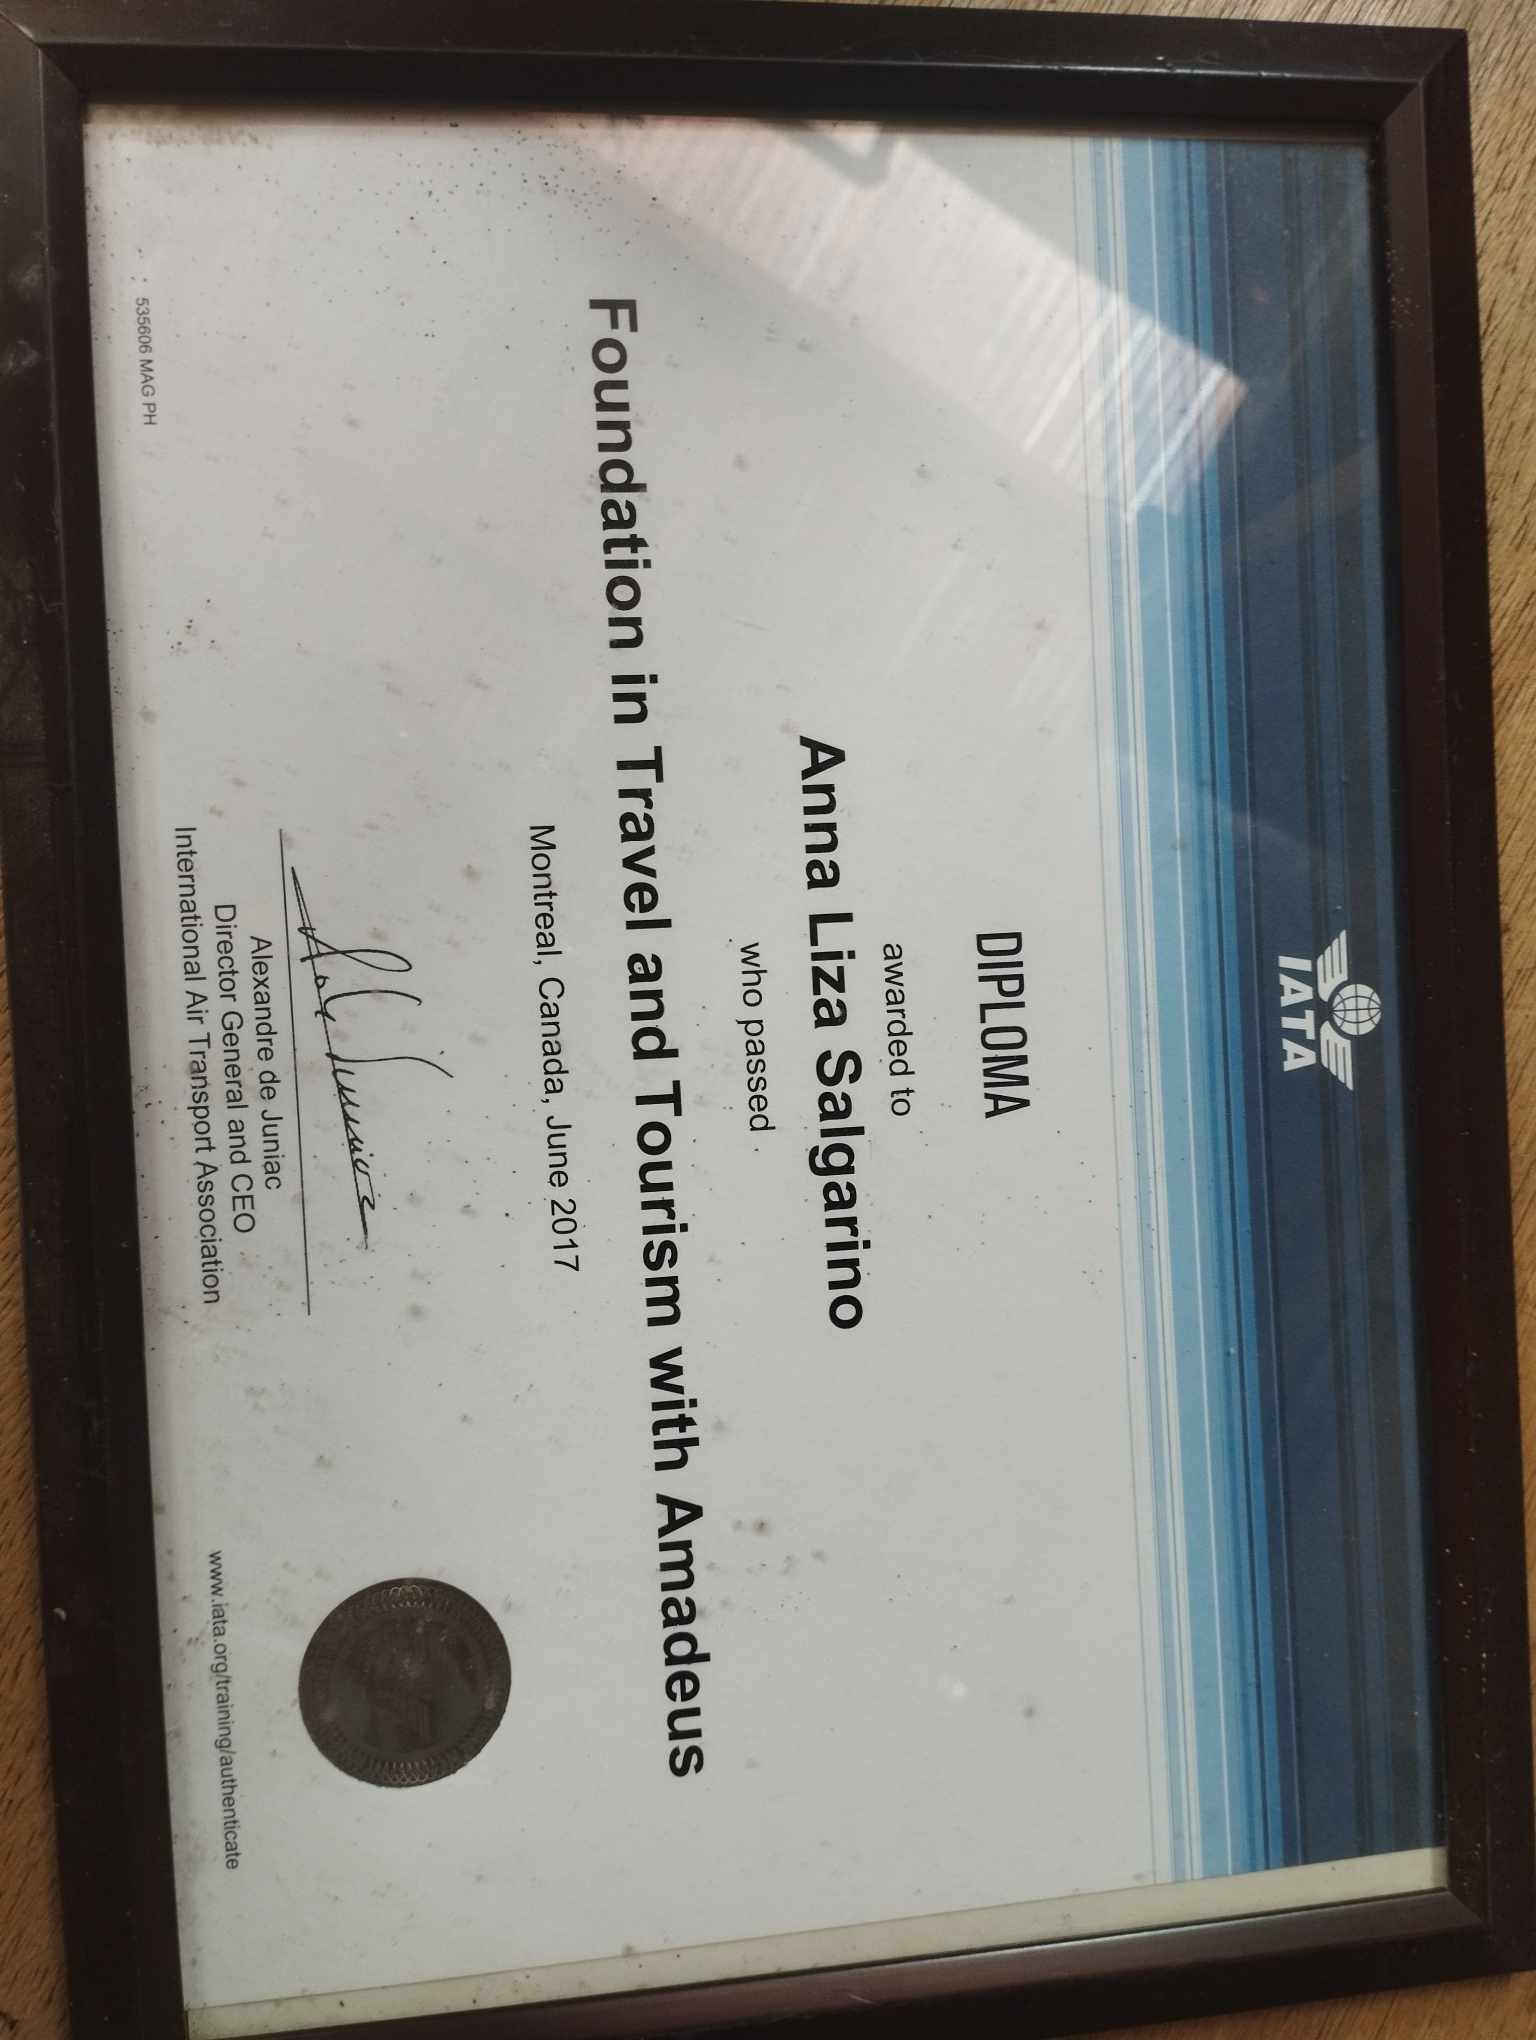 IATA
DIPLOMA
awarded to
Anna Liza Salgarino
who passed
Foundation in Travel and Tourism with Amadeus
Montreal, Canada, June 2017
Alexandre de Juniac
Director General and CEO
International Air Transport Association
535606 MAG PH
www.iata.org/training/authenticate